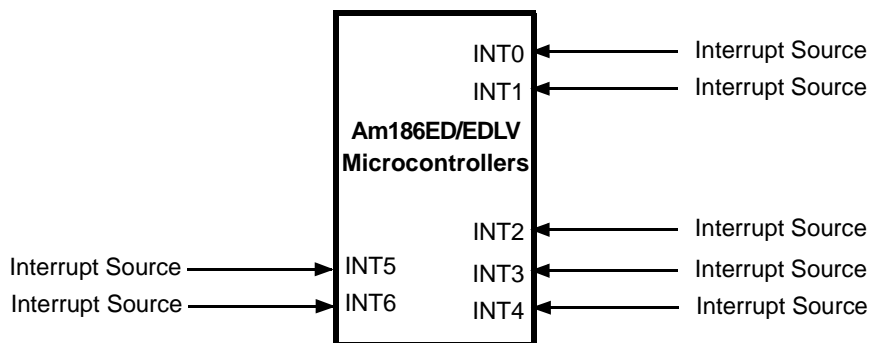 INT0 Interrupt Source
INT1 Interrupt Source
Am186ED/EDLV
Microcontrollers
INT2 Interrupt Source
Interrupt Source INT5 INT3 Interrupt Source
Interrupt Source INT6 INT4 Interrupt Source